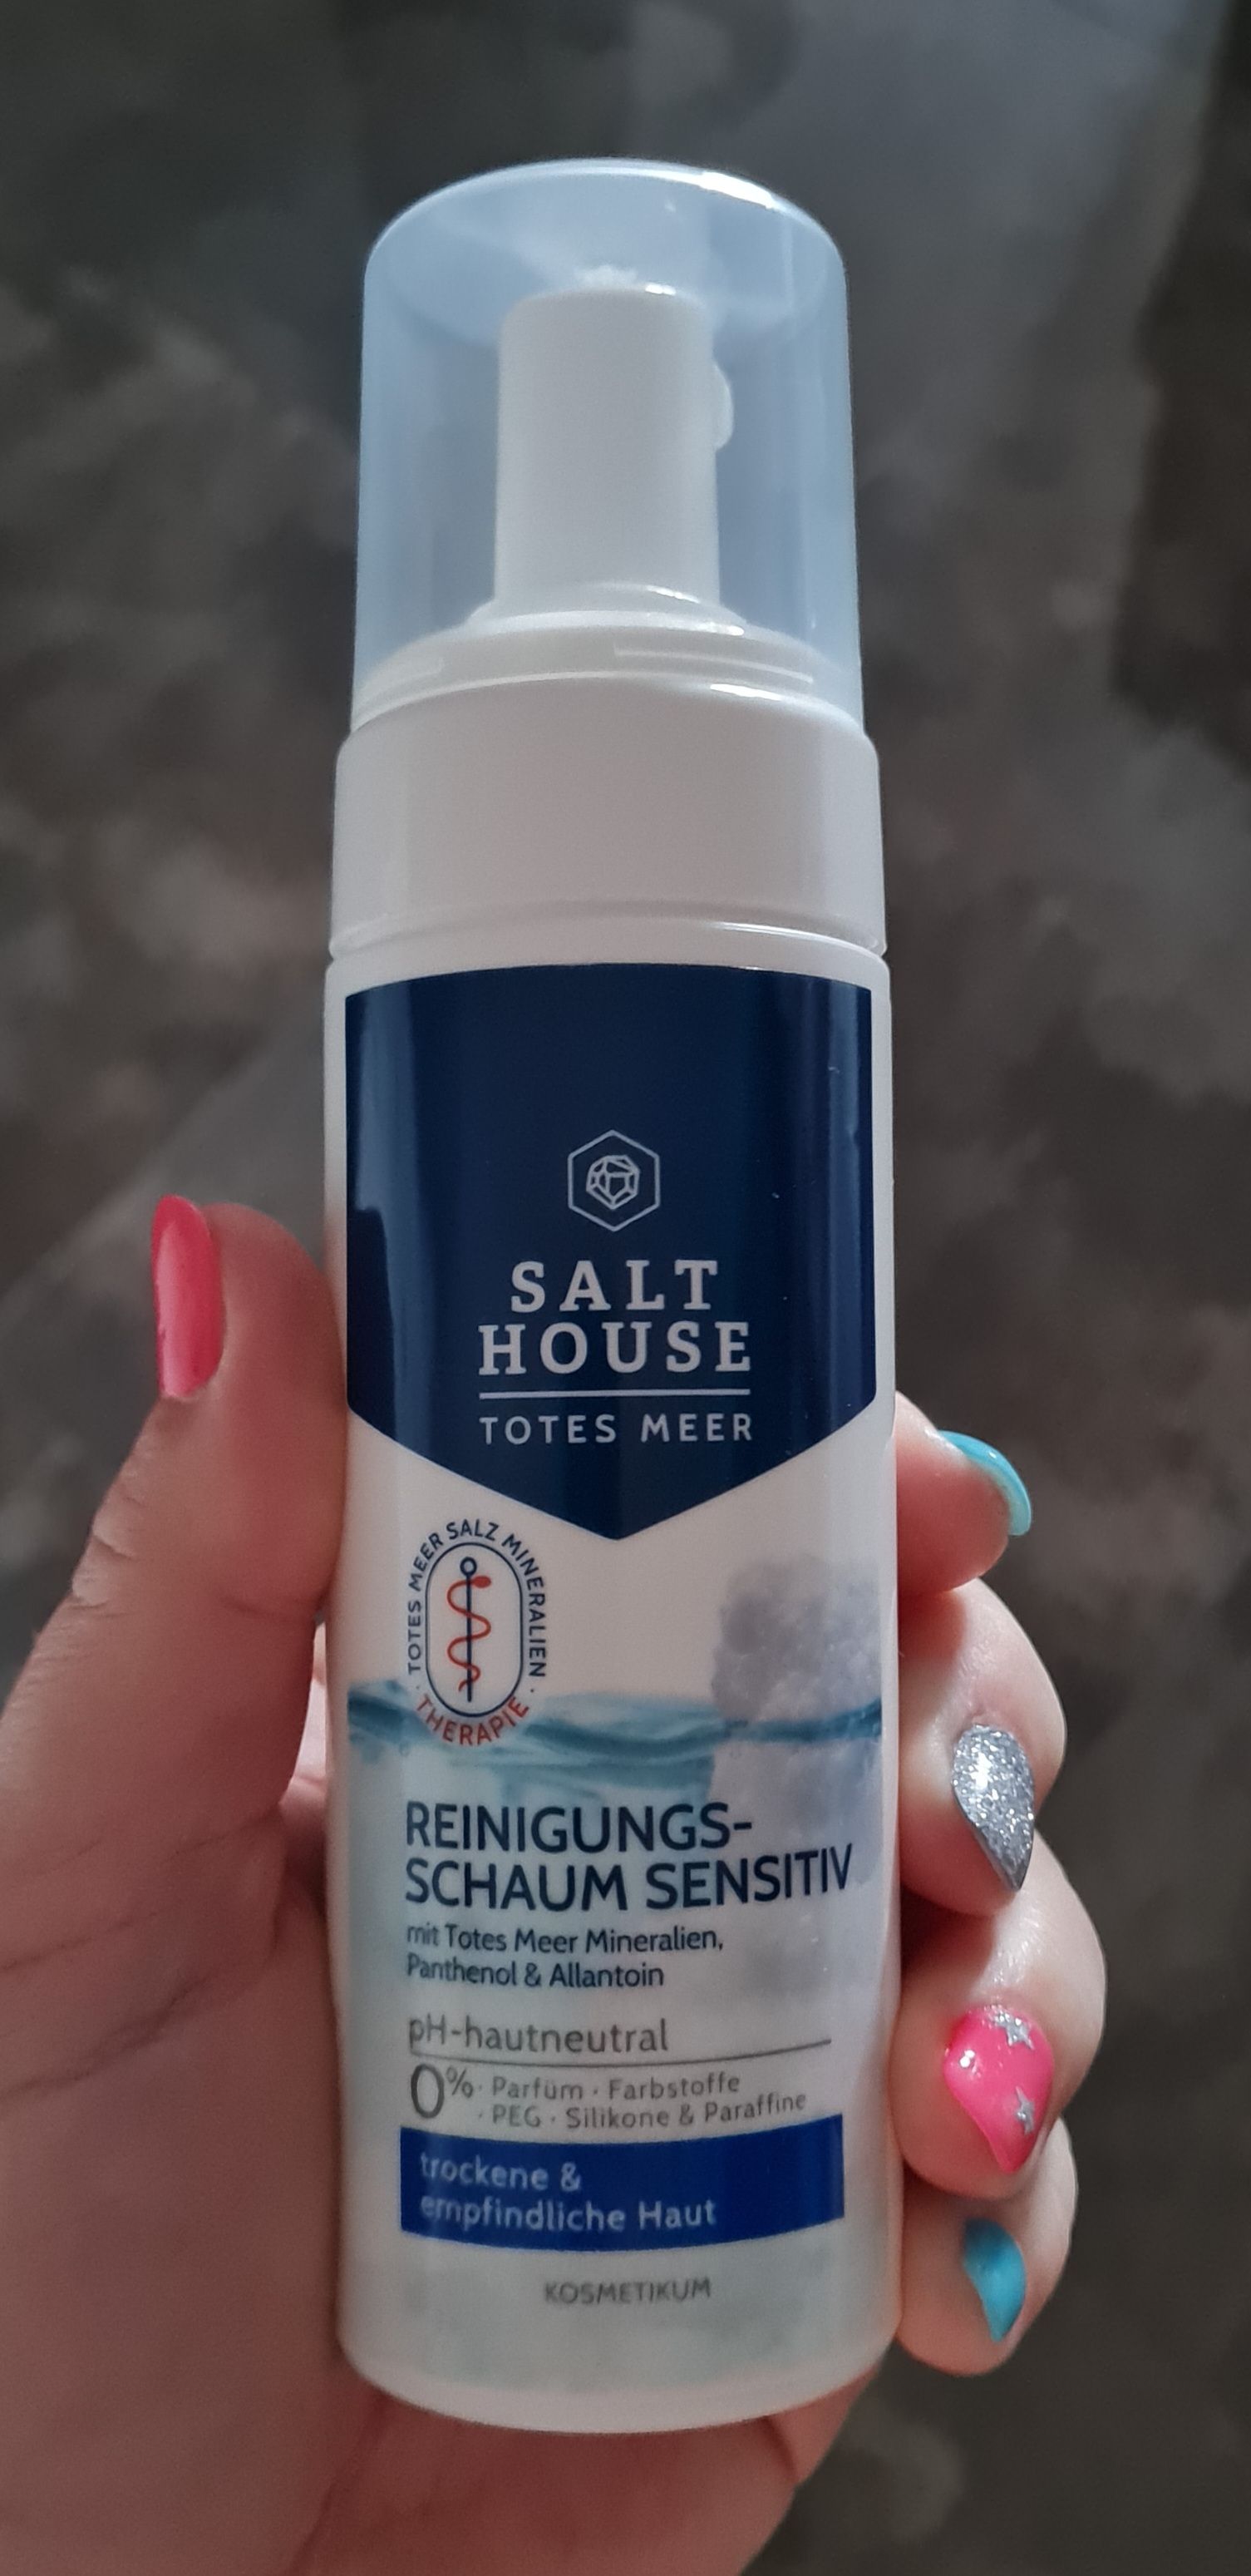 SALT
HOUSE
TOTES MEER
· TOTES MEER SALZ MINERALIEN ·
THERAPIE
REINIGUNGS-
SCHAUM SENSITIV
mit Totes Meer Mineralien,
Panthenol & Allantoin
pH-hautneutral
0% · Parfüm · Farbstoffe
· PEG · Silikone & Paraffine
trockene &
empfindliche Haut
KOSMETIKUM